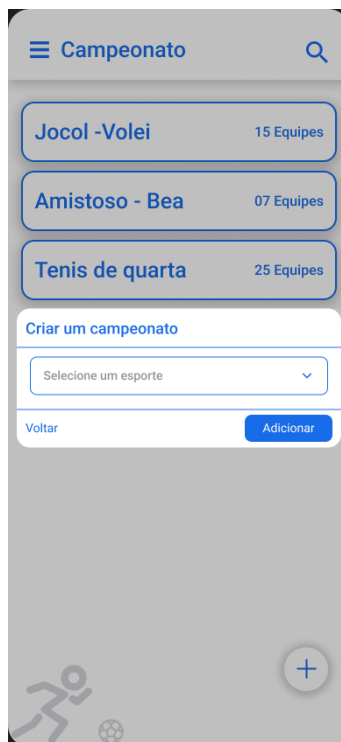 Campeonato
Jocol -Volei 15 Equipes
Amistoso - Bea 07 Equipes
Tenis de quarta 25 Equipes
Criar um campeonato
Selecione um esporte
Voltar Adicionar